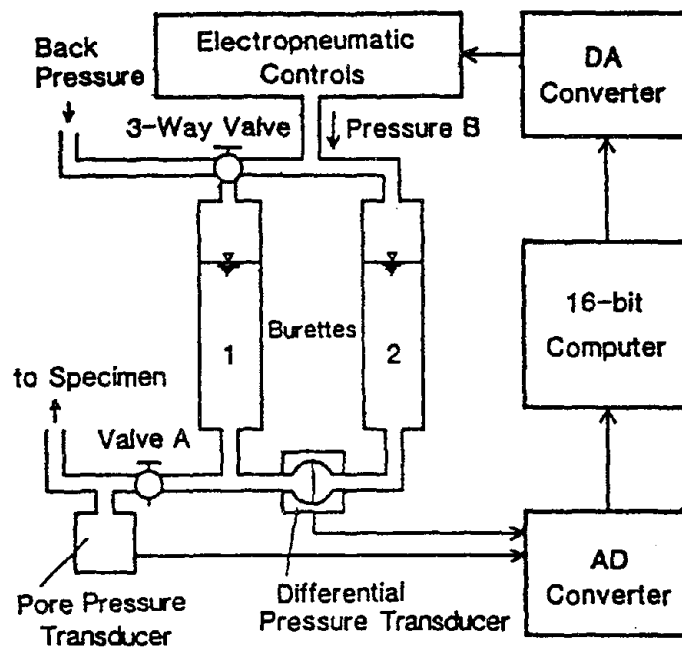 Electropneumatic
Controls
DA
Converter
Back
Pressure
3-Way Valve
Pressure B
16-bit
Computer
Burettes
1
2
to Specimen
Valve A
AD
Converter
Pore Pressure
Transducer
Differential
Pressure Transducer